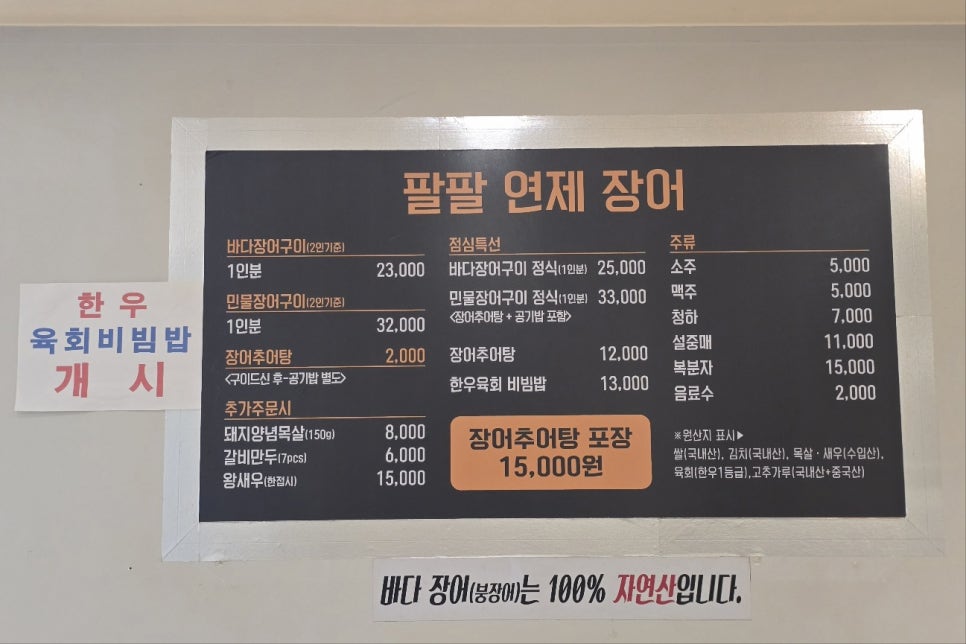 팔팔 연제 장어
바다장어구이(2인기준)
1인분 23,000
민물장어구이(2인기준)
1인분 32,000
장어추어탕 2,000
<구이드신 후-공기밥 별도>
추가주문시
돼지양념목살(150g) 8,000
갈비만두(7pcs) 6,000
왕새우(한접시) 15,000
점심특선
바다장어구이 정식(1인분) 25,000
민물장어구이 정식(1인분) 33,000
<장어추어탕 + 공기밥 포함>
장어추어탕 12,000
한우육회 비빔밥 13,000
장어추어탕 포장
15,000원
주류
소주 5,000
맥주 5,000
청하 7,000
설중매 11,000
복분자 15,000
음료수 2,000
※원산지 표시▶
쌀(국내산), 김치(국내산), 목살·새우(수입산),
육회(한우1등급),고추가루(국내산+중국산)
한우
육회비빔밥
개 시
바다 장어(붕장어)는 100% 자연산입니다.